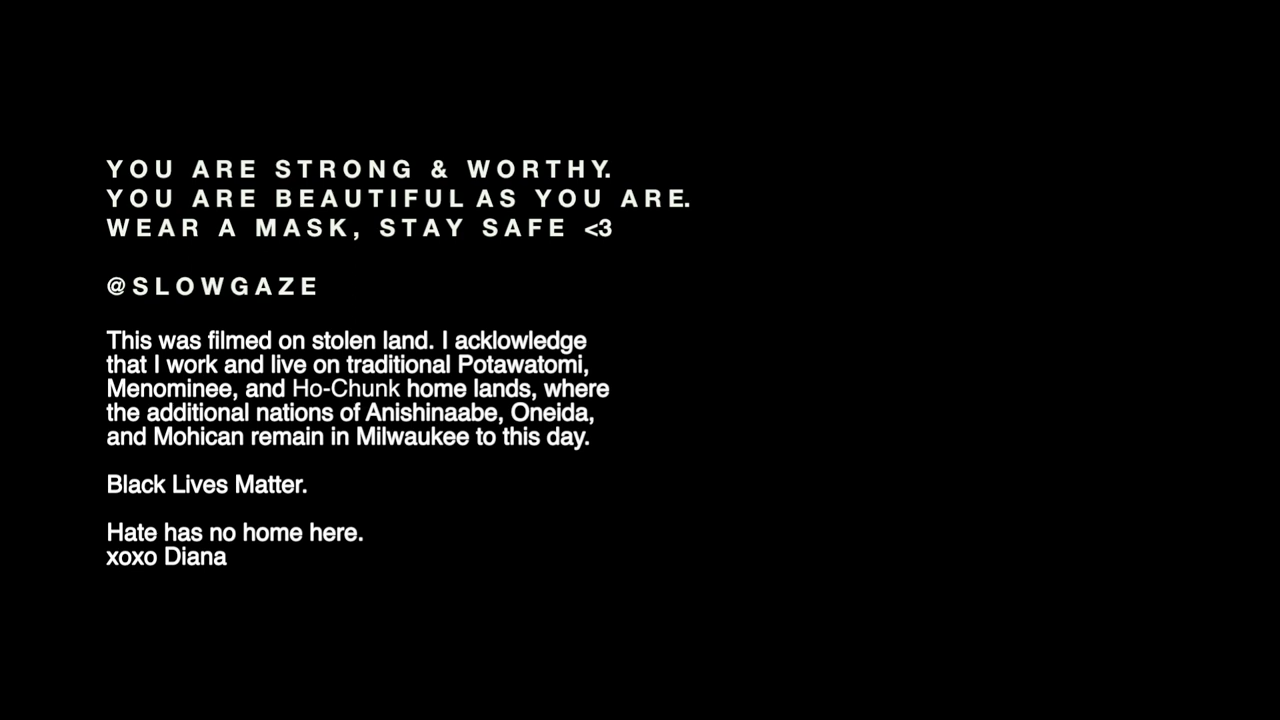 YOU ARE STRONG & WORTHY.
YOU ARE BEAUTIFUL AS YOU ARE.
WEAR A MASK, STAY SAFE <3
@SLOWGAZE
This was filmed on stolen land. I acklowledge
that I work and live on traditional Potawatomi,
Menominee, and Ho-Chunk home lands, where
the additional nations of Anishinaabe, Oneida,
and Mohican remain in Milwaukee to this day.
Black Lives Matter.
Hate has no home here.
xoxo Diana